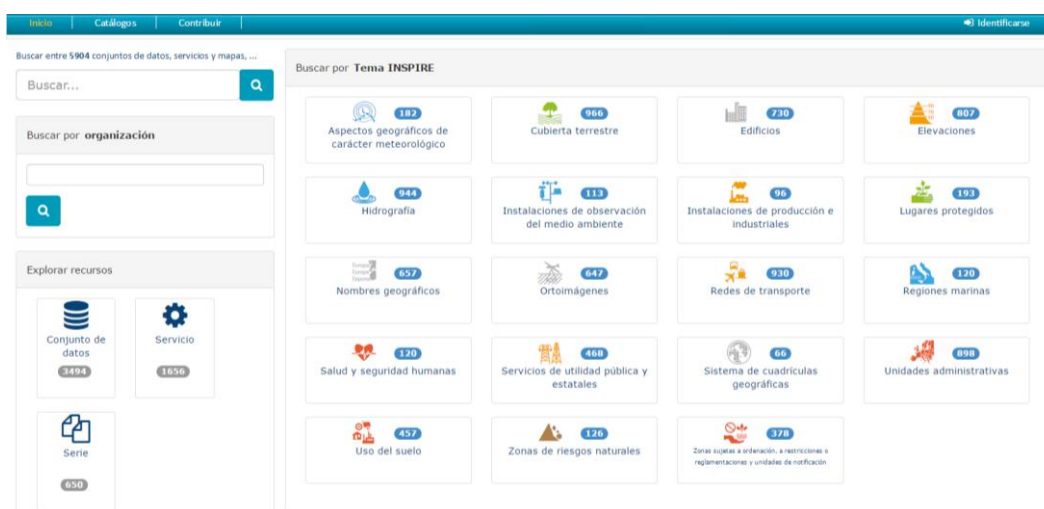 Inicio
Catálogos
Contribuir
Identificarse
Buscar entre 5904 conjuntos de datos, servicios y mapas, ...
Buscar...
Buscar por organización
Explorar recursos
Conjunto de
datos
3494
Servicio
1656
Serie
650
Buscar por Tema INSPIRE
182
Aspectos geográficos de
carácter meteorológico
966
Cubierta terrestre
730
Edificios
807
Elevaciones
944
Hidrografía
113
Instalaciones de observación
del medio ambiente
96
Instalaciones de producción e
industriales
193
Lugares protegidos
657
Nombres geográficos
647
Ortoimágenes
930
Redes de transporte
120
Regiones marinas
120
Salud y seguridad humanas
468
Servicios de utilidad pública y
estatales
66
Sistema de cuadrículas
geográficas
898
Unidades administrativas
457
Uso del suelo
126
Zonas de riesgos naturales
378
Zonas sujetas a ordenación, a restricciones o
reglamentaciones y unidades de notificación